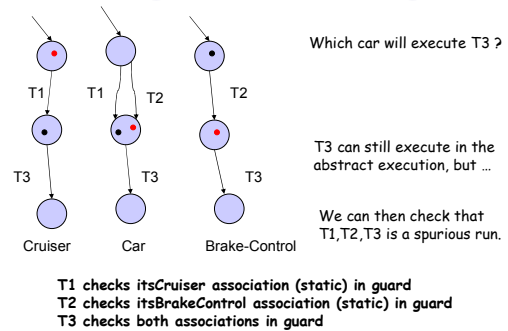 Which car will execute T3 ?
T1
T1
T2
T2
T3 can still execute in the
abstract execution, but ...
T3
T3
T3
We can then check that
T1,T2,T3 is a spurious run.
Cruiser
Car
Brake-Control
T1 checks itsCruiser association (static) in guard
T2 checks itsBrakeControl association (static) in guard
T3 checks both associations in guard